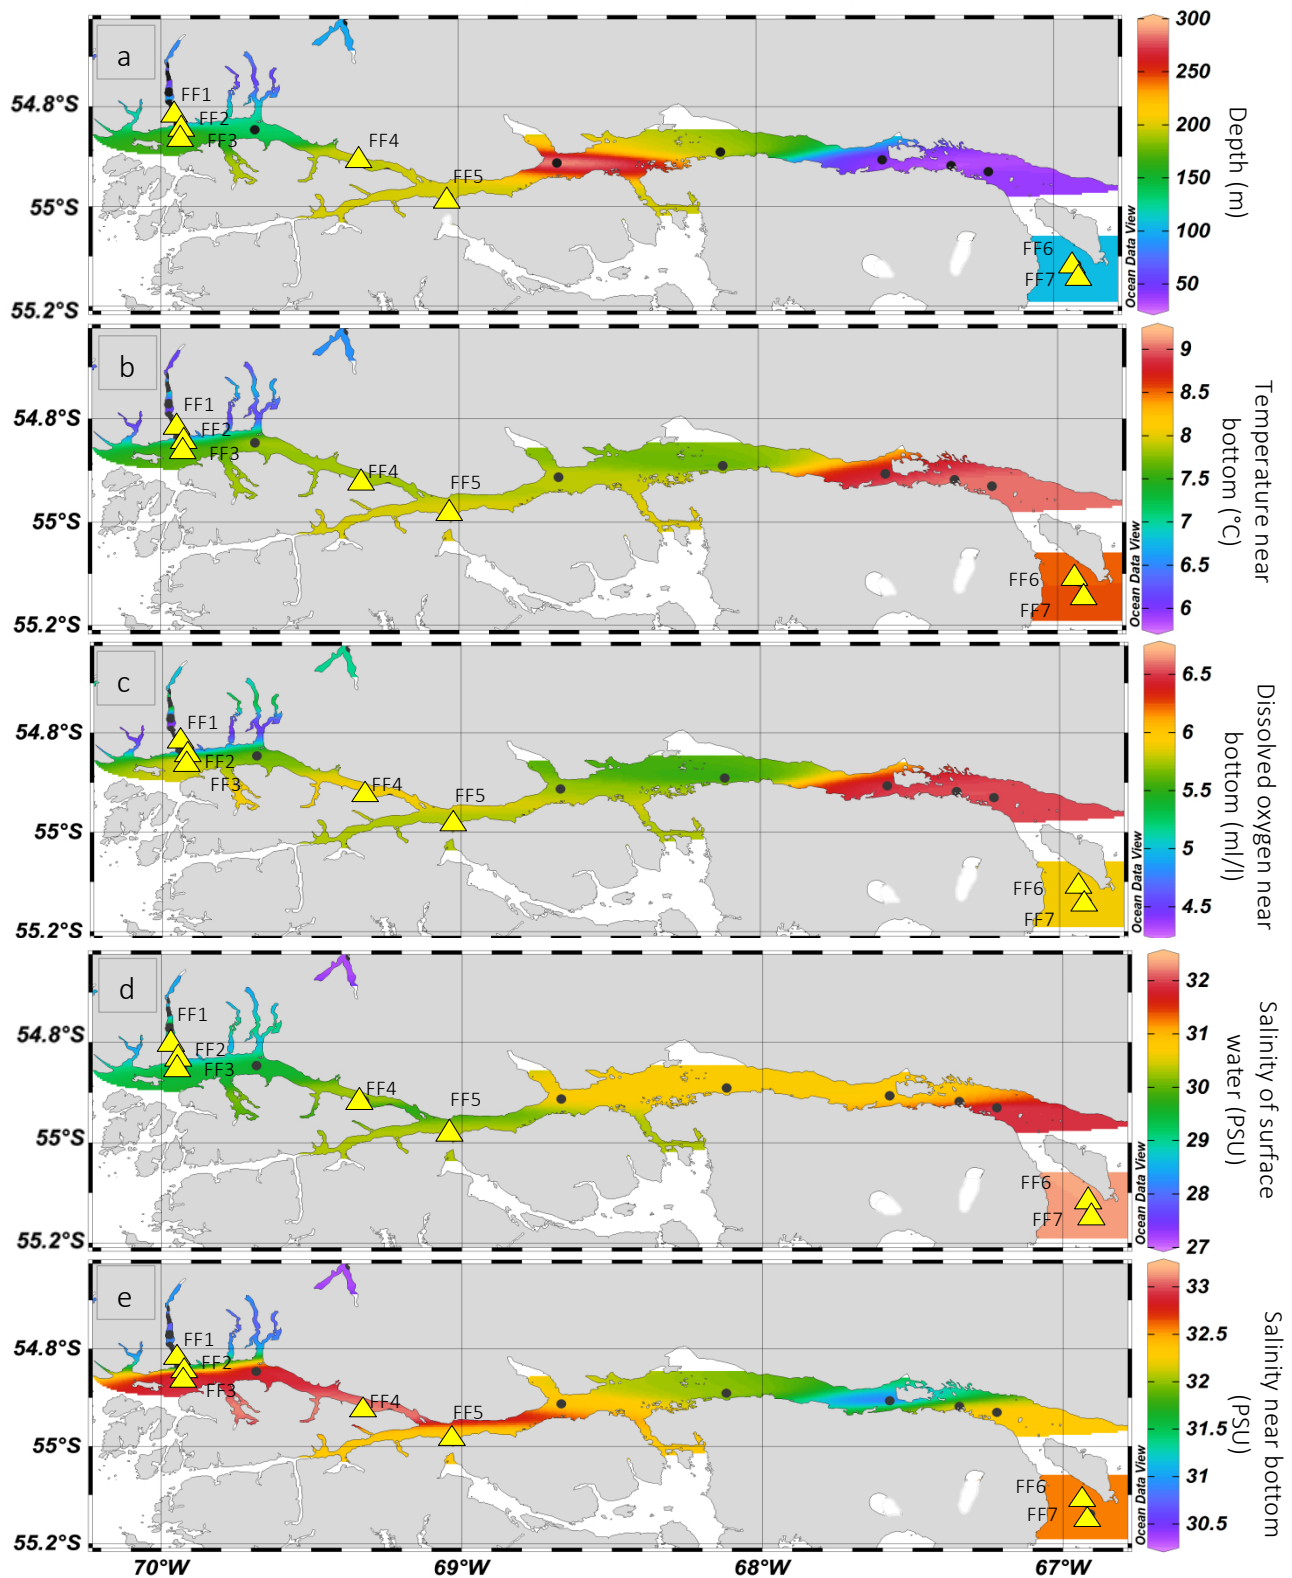 a
FF1
FF2
FF3
FF4
FF5
FF6
FF7
54.8°S
55°S
55.2°S
Ocean Data View
300
250
200
150
100
50
Depth (m)
b
FF1
FF2
FF3
FF4
FF5
FF6
FF7
54.8°S
55°S
55.2°S
Ocean Data View
9
8.5
8
7.5
7
6.5
6
Temperature near
bottom (°C)
c
FF1
FF2
FF3
FF4
FF5
FF6
FF7
54.8°S
55°S
55.2°S
Ocean Data View
6.5
6
5.5
5
4.5
Dissolved oxygen near
bottom (ml/l)
d
FF1
FF2
FF3
FF4
FF5
FF6
FF7
54.8°S
55°S
55.2°S
Ocean Data View
32
31
30
29
28
27
Salinity of surface
water (PSU)
e
FF1
FF2
FF3
FF4
FF5
FF6
FF7
54.8°S
55°S
55.2°S
Ocean Data View
33
32.5
32
31.5
31
30.5
Salinity near bottom
(PSU)
70°W
69°W
68°W
67°W